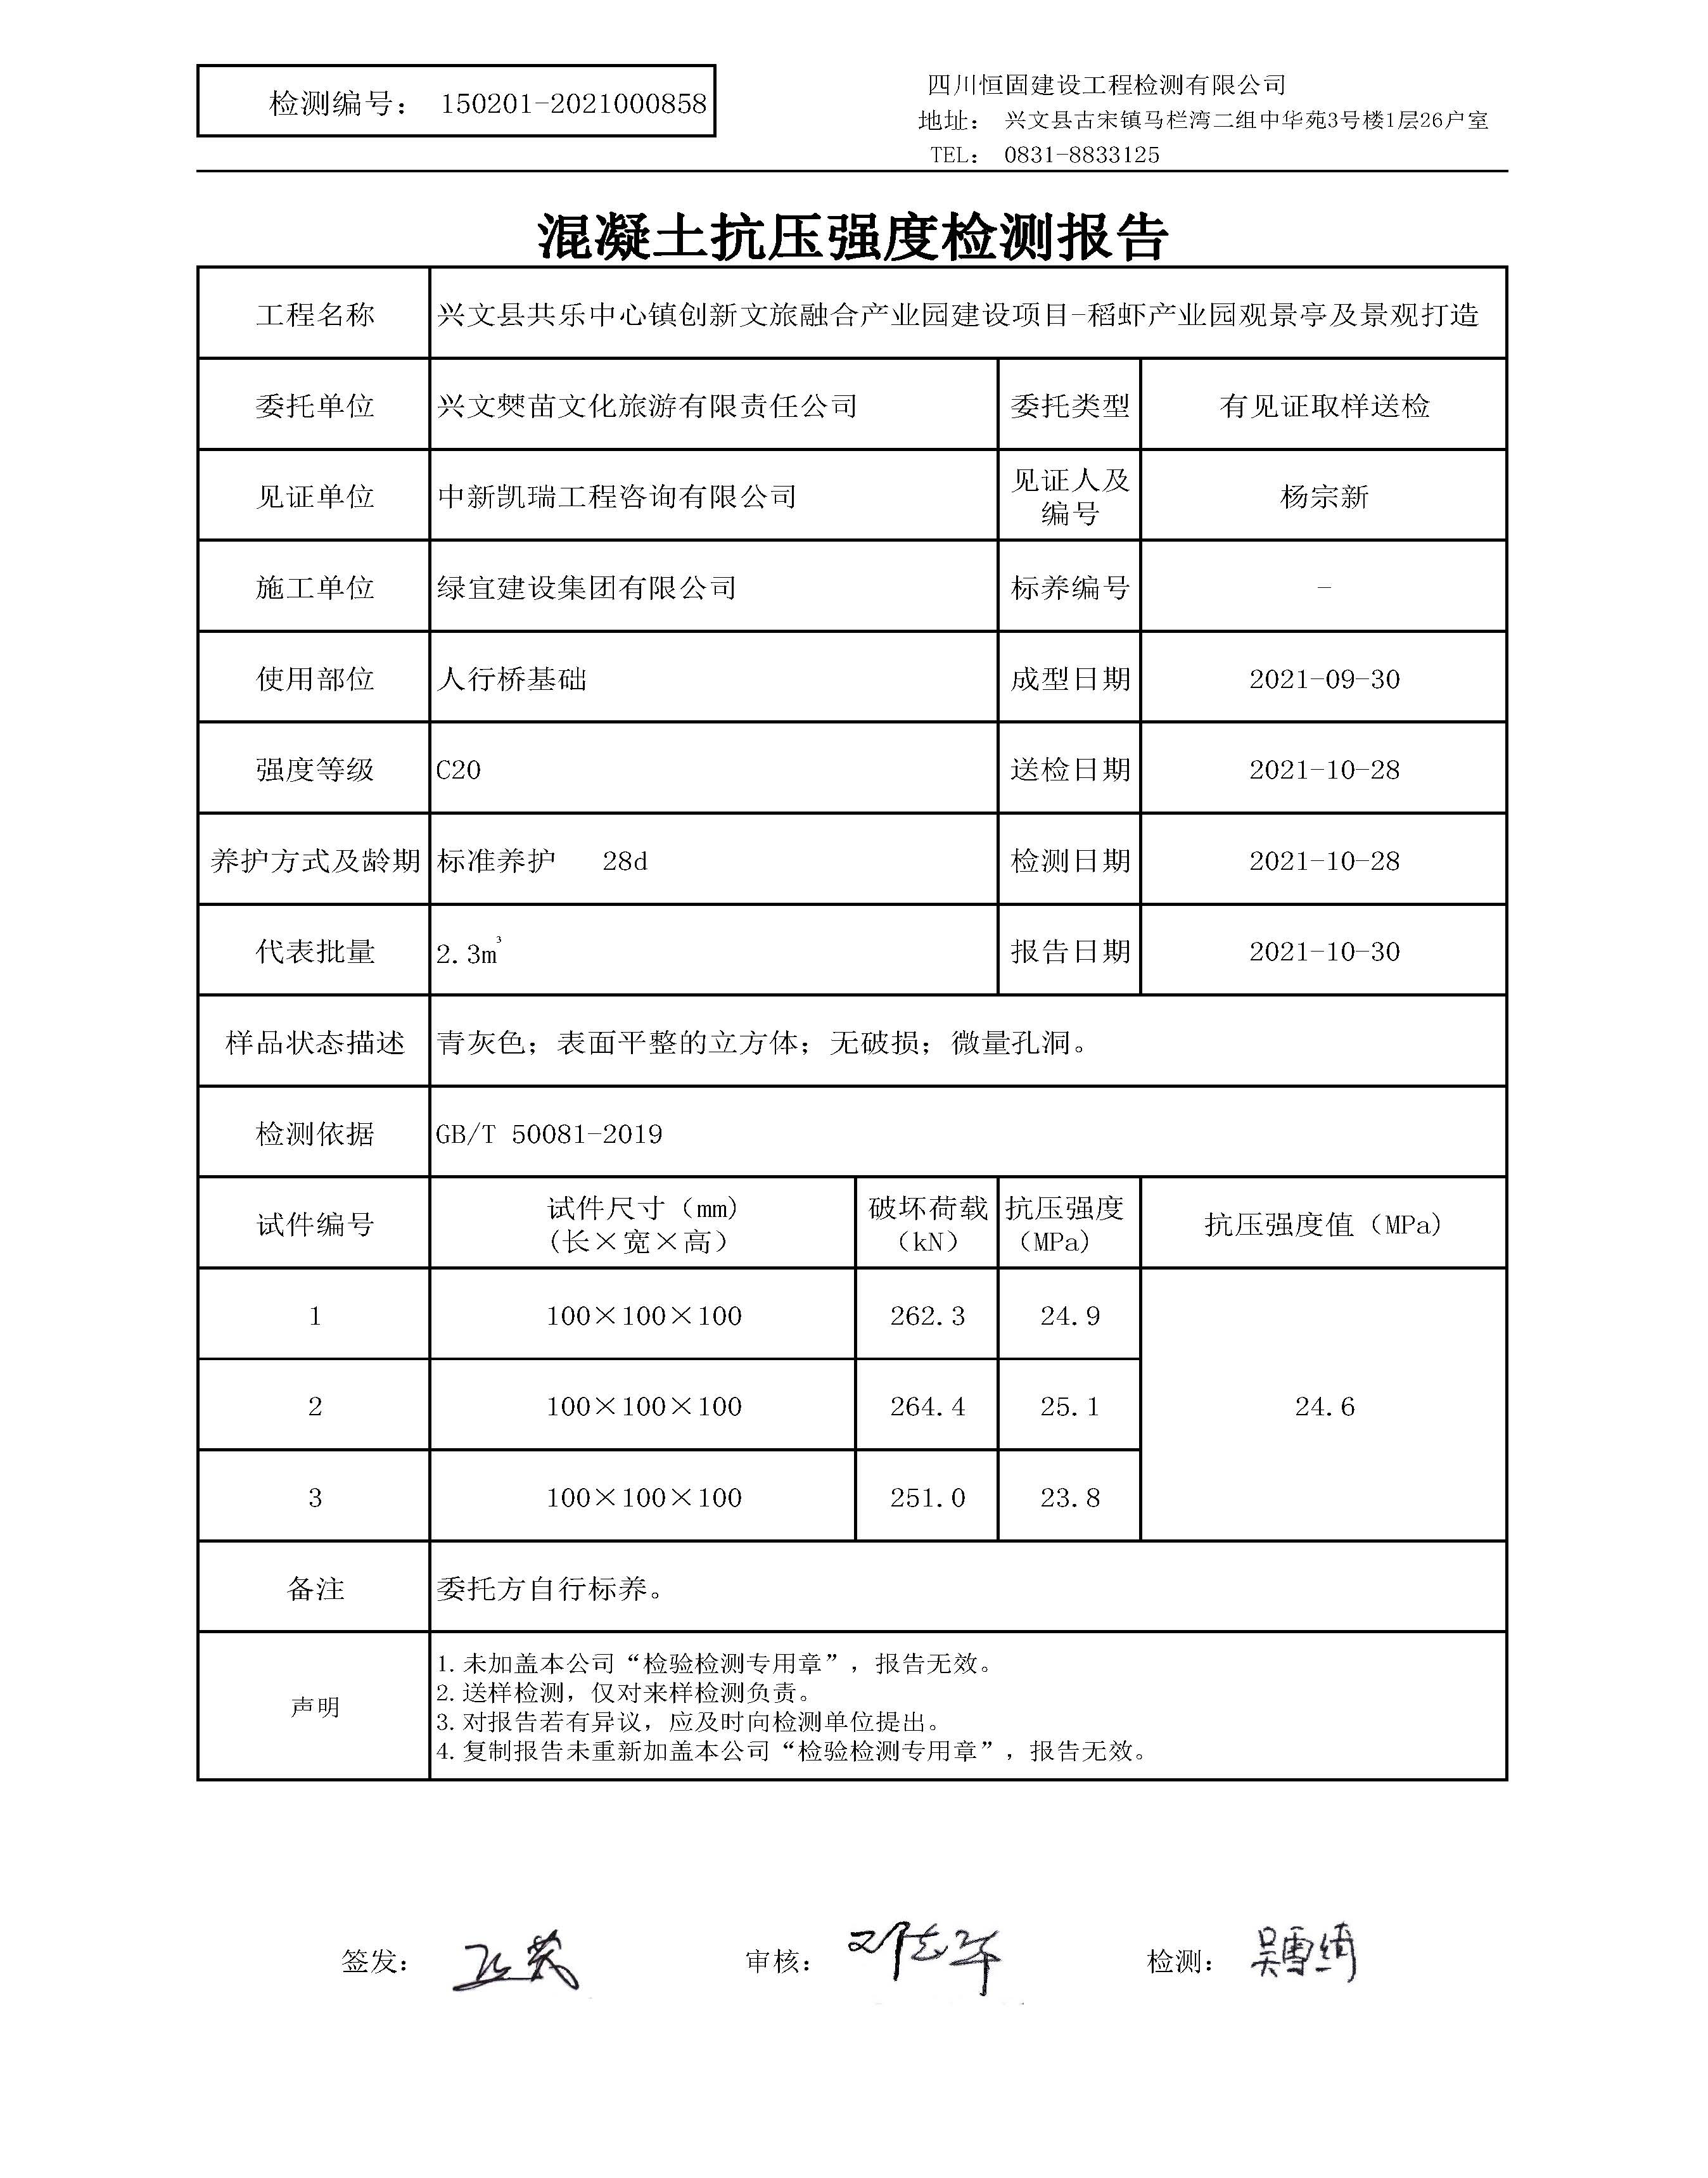 检测编号： 150201-2021000858
四川恒固建设工程检测有限公司
地址： 兴文县古宋镇马栏湾二组中华苑3号楼1层26户室
TEL： 0831-8833125
混凝土抗压强度检测报告
工程名称 兴文县共乐中心镇创新文旅融合产业园建设项目-稻虾产业园观景亭及景观打造
委托单位 兴文僰苗文化旅游有限责任公司 委托类型 有见证取样送检
见证单位 中新凯瑞工程咨询有限公司 见证人及
编号 杨宗新
施工单位 绿宜建设集团有限公司 标养编号 -
使用部位 人行桥基础 成型日期 2021-09-30
强度等级 C20 送检日期 2021-10-28
养护方式及龄期 标准养护 28d 检测日期 2021-10-28
代表批量 2.3m³ 报告日期 2021-10-30
样品状态描述 青灰色；表面平整的立方体；无破损；微量孔洞。
检测依据 GB/T 50081-2019
试件编号 试件尺寸（mm）
（长×宽×高） 破坏荷载
（kN） 抗压强度
（MPa） 抗压强度值（MPa）
1 100×100×100 262.3 24.9
2 100×100×100 264.4 25.1 24.6
3 100×100×100 251.0 23.8
备注 委托方自行标养。
声明
1.未加盖本公司“检验检测专用章”，报告无效。
2.送样检测，仅对来样检测负责。
3.对报告若有异议，应及时向检测单位提出。
4.复制报告未重新加盖本公司“检验检测专用章”，报告无效。
签发： 审核： 检测： 吴雪绮